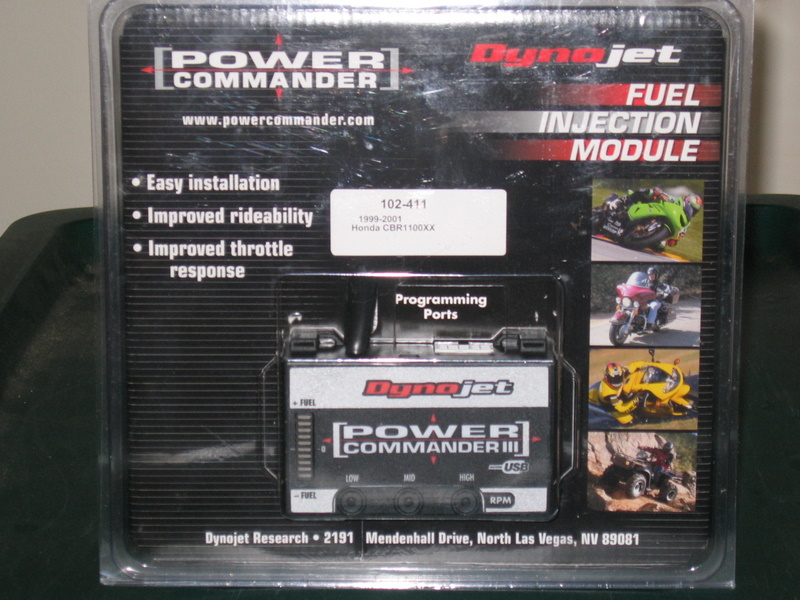 [POWER
COMMANDER]
www.powercommander.com
Dynojet
FUEL
INJECTION
MODULE
• Easy installation
• Improved rideability
• Improved throttle
response
102-411
1999-2001
Honda CBR1100XX
Programming
Ports
Dynojet
+ FUEL
[POWER
COMMANDER III]
USB
LOW MID HIGH
− FUEL
RPM
Dynojet Research • 2191 Mendenhall Drive, North Las Vegas, NV 89081